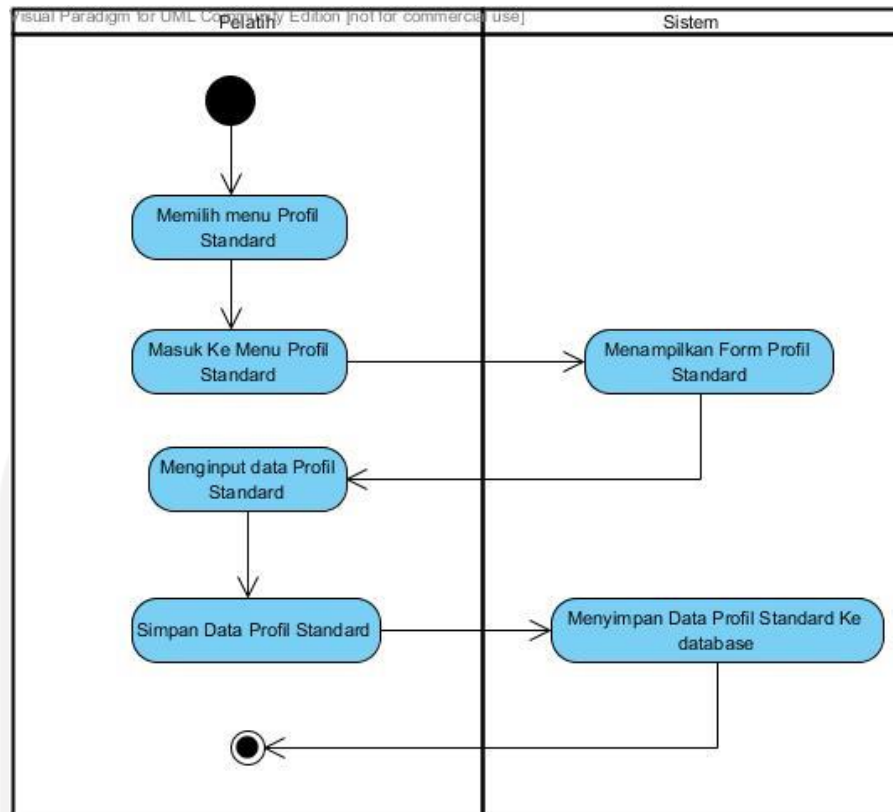 Visual Paradigm for UML Community Edition [not for commercial use]
Pelatih
Sistem
Memilih menu Profil
Standard
Masuk Ke Menu Profil
Standard
Menampilkan Form Profil
Standard
Menginput data Profil
Standard
Simpan Data Profil Standard
Menyimpan Data Profil Standard Ke
database